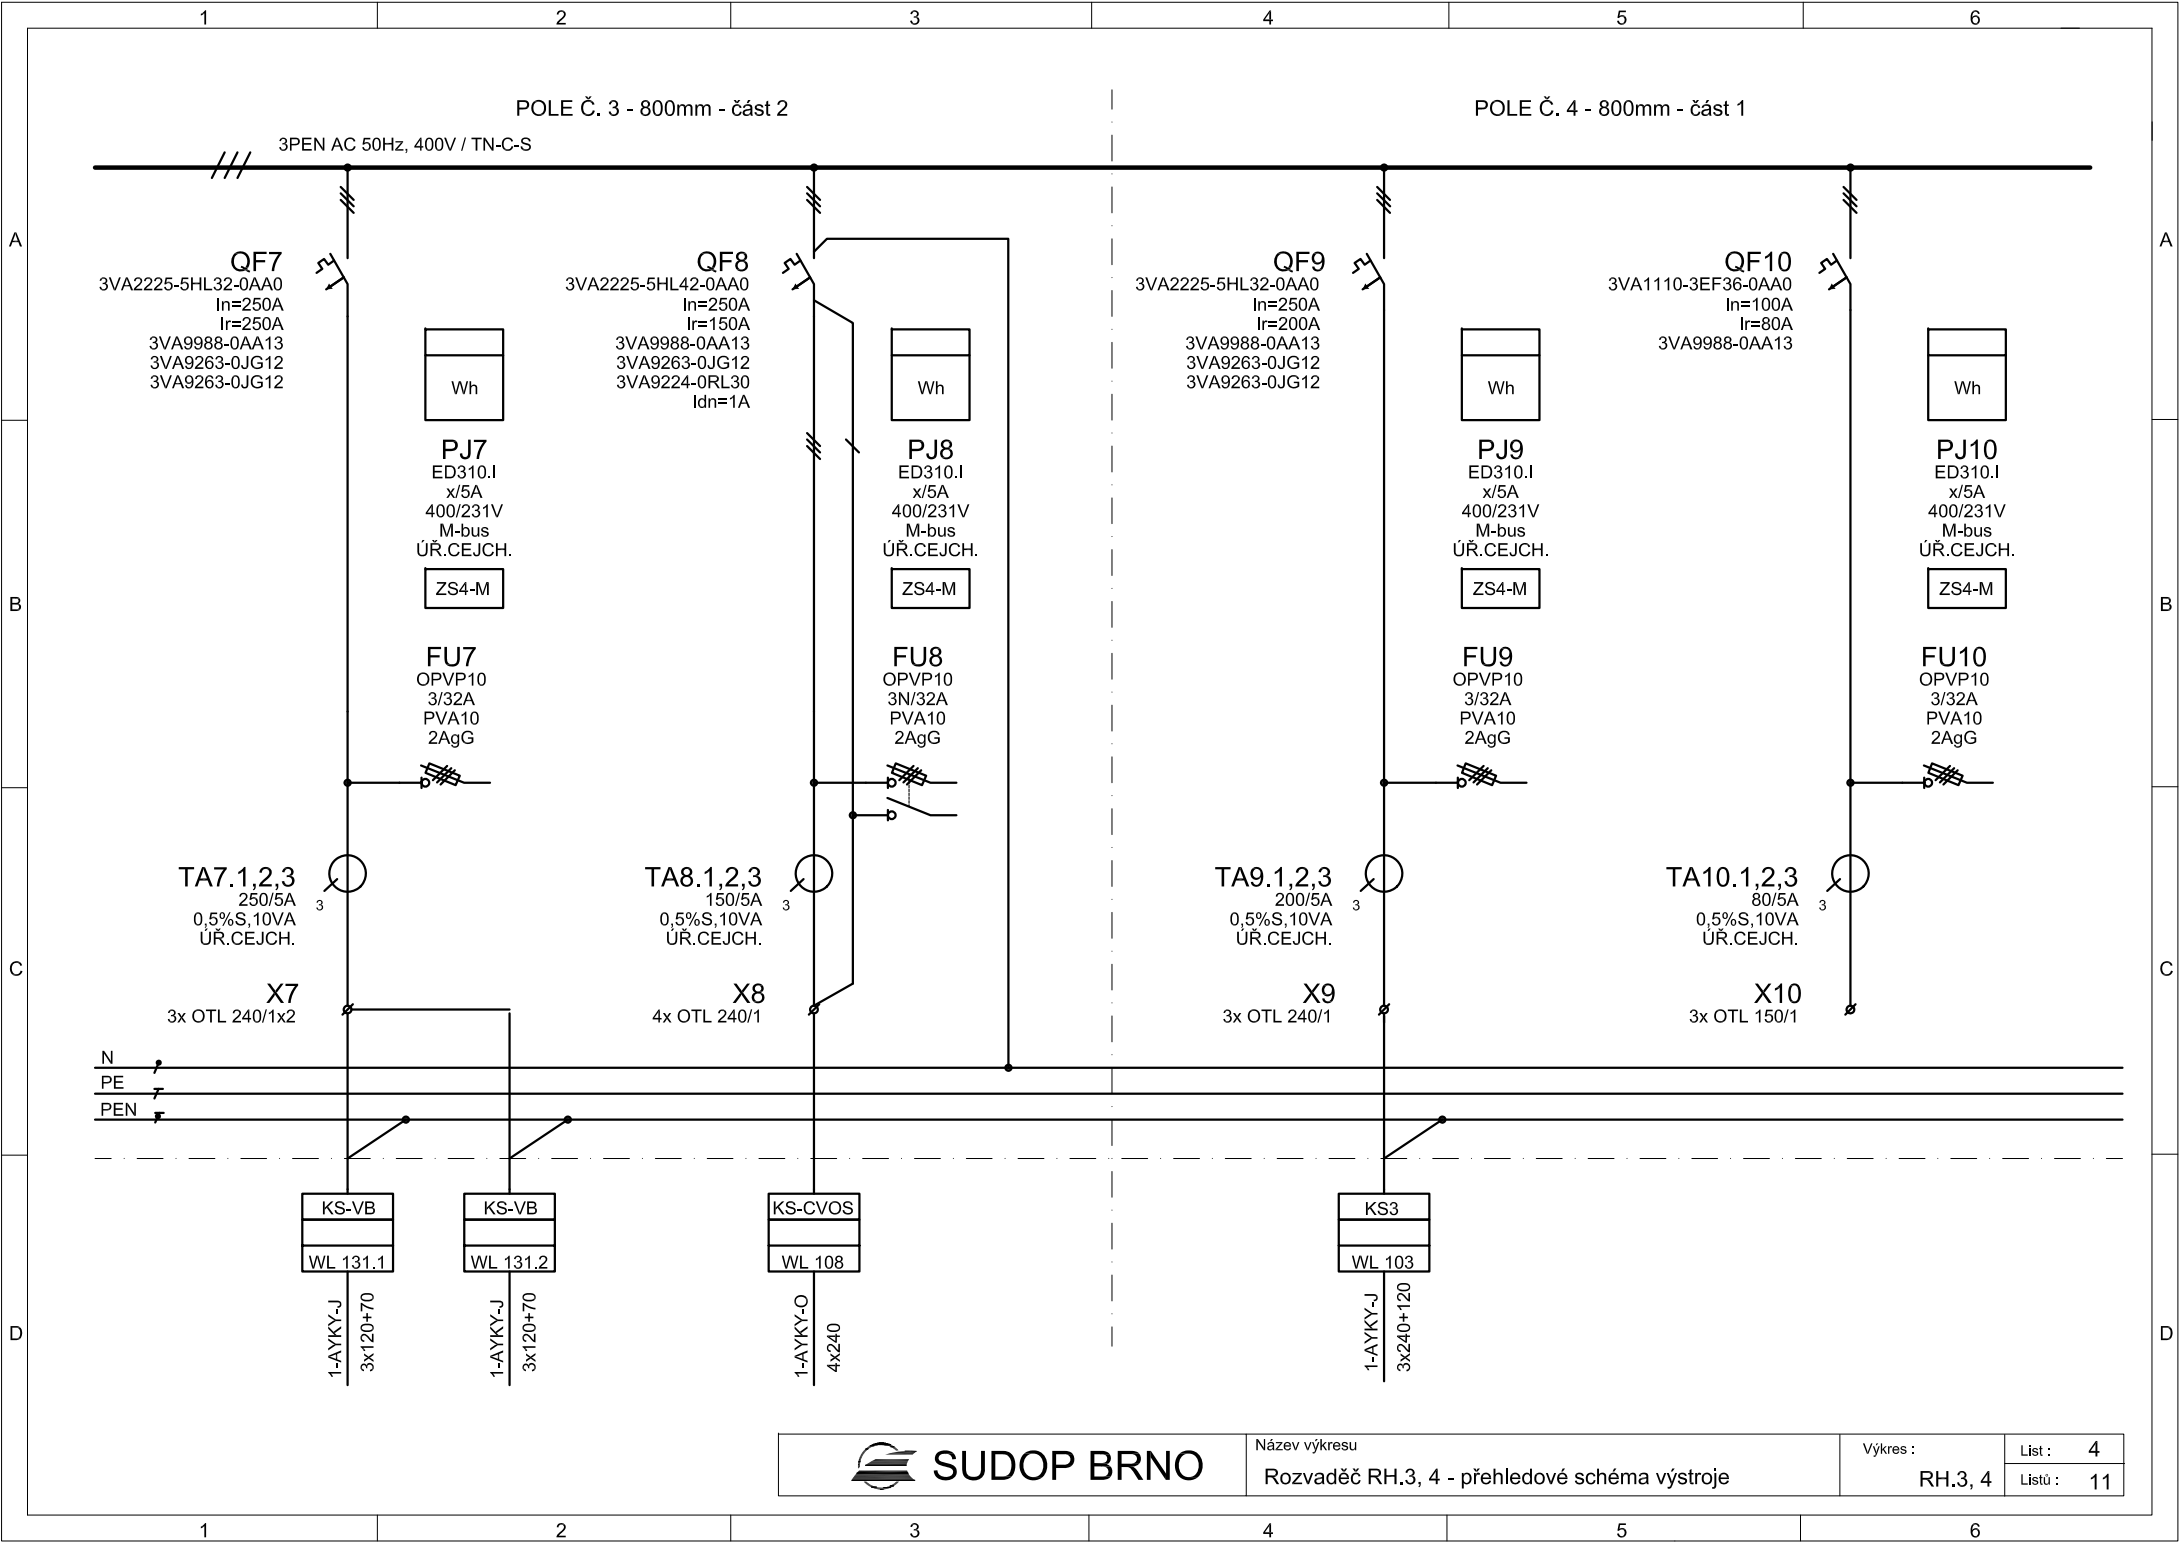 1 2 3 4 5 6
POLE Č. 3 - 800mm - část 2
POLE Č. 4 - 800mm - část 1
3PEN AC 50Hz, 400V / TN-C-S
A
A
QF7
3VA2225-5HL32-0AA0
In=250A
Ir=250A
3VA9988-0AA13
3VA9263-0JG12
3VA9263-0JG12
Wh
PJ7
ED310.I
x/5A
400/231V
M-bus
ÚŘ.CEJCH.
ZS4-M
FU7
OPVP10
3/32A
PVA10
2AgG
TA7.1,2,3
250/5A
0,5%S,10VA
ÚŘ.CEJCH.
3
X7
3x OTL 240/1x2
QF8
3VA2225-5HL42-0AA0
In=250A
Ir=150A
3VA9988-0AA13
3VA9263-0JG12
3VA9224-0RL30
Idn=1A
Wh
PJ8
ED310.I
x/5A
400/231V
M-bus
ÚŘ.CEJCH.
ZS4-M
FU8
OPVP10
3N/32A
PVA10
2AgG
TA8.1,2,3
150/5A
0,5%S,10VA
ÚŘ.CEJCH.
3
X8
4x OTL 240/1
QF9
3VA2225-5HL32-0AA0
In=250A
Ir=200A
3VA9988-0AA13
3VA9263-0JG12
3VA9263-0JG12
Wh
PJ9
ED310.I
x/5A
400/231V
M-bus
ÚŘ.CEJCH.
ZS4-M
FU9
OPVP10
3/32A
PVA10
2AgG
TA9.1,2,3
200/5A
0,5%S,10VA
ÚŘ.CEJCH.
3
X9
3x OTL 240/1
QF10
3VA1110-3EF36-0AA0
In=100A
Ir=80A
3VA9988-0AA13
Wh
PJ10
ED310.I
x/5A
400/231V
M-bus
ÚŘ.CEJCH.
ZS4-M
FU10
OPVP10
3/32A
PVA10
2AgG
TA10.1,2,3
80/5A
0,5%S,10VA
ÚŘ.CEJCH.
3
X10
3x OTL 150/1
B
B
C
C
N
PE
PEN
KS-VB
WL 131.1
1-AYKY-J
3x120+70
KS-VB
WL 131.2
1-AYKY-J
3x120+70
KS-CVOS
WL 108
1-AYKY-O
4x240
KS3
WL 103
1-AYKY-J
3x240+120
D
D
SUDOP BRNO
Název výkresu
Rozvaděč RH.3, 4 - přehledové schéma výstroje
Výkres :
RH.3, 4
List : 4
Listů : 11
1 2 3 4 5 6